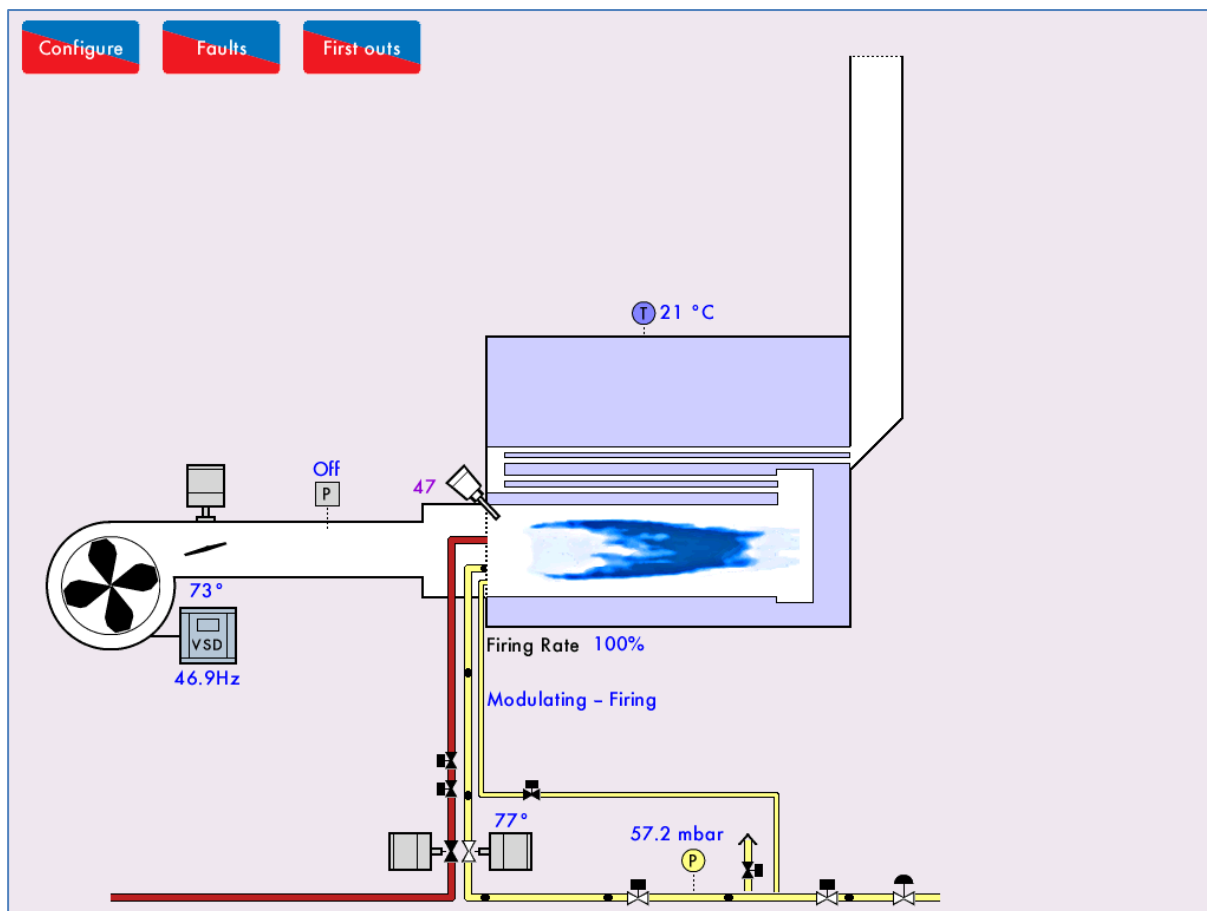 Configure
Faults
First outs
T
21 °C
Off
P
47
73°
VSD
46.9Hz
Firing Rate 100%
Modulating – Firing
77°
57.2 mbar
P